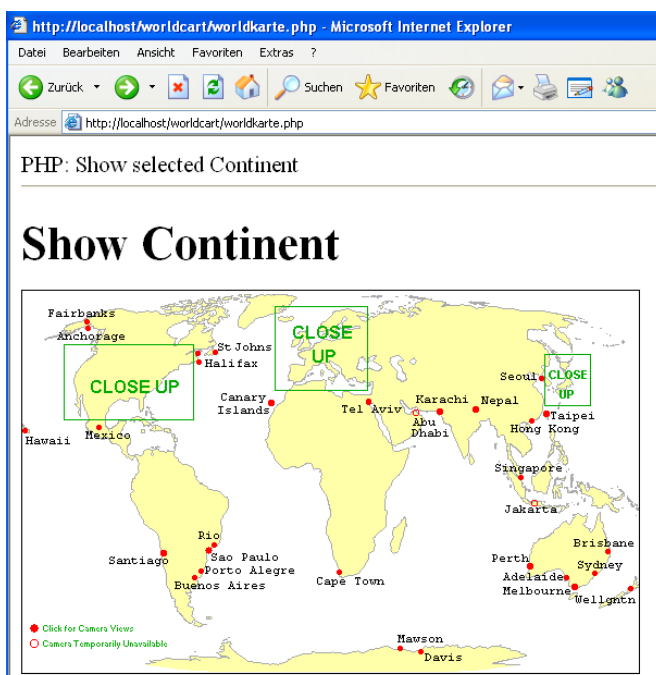 http://localhost/worldcart/worldkarte.php - Microsoft Internet Explorer
Datei Bearbeiten Ansicht Favoriten Extras ?
Zurück Suchen Favoriten
Adresse http://localhost/worldcart/worldkarte.php
PHP: Show selected Continent
Show Continent
Fairbanks
Anchorage
St Johns
Halifax
CLOSE UP
CLOSE
UP
Canary
Islands
Tel Aviv
Karachi
Nepal
Abu
Dhabi
Seoul
CLOSE
UP
Taipei
Hong Kong
Hawaii
Mexico
Singapore
Jakarta
Rio
Sao Paulo
Santiago
Porto Alegre
Buenos Aires
Cape Town
Brisbane
Perth
Sydney
Adelaide
Melbourne
Wellgntn
Click for Camera Views
Camera Temporarily Unavailable
Mawson
Davis